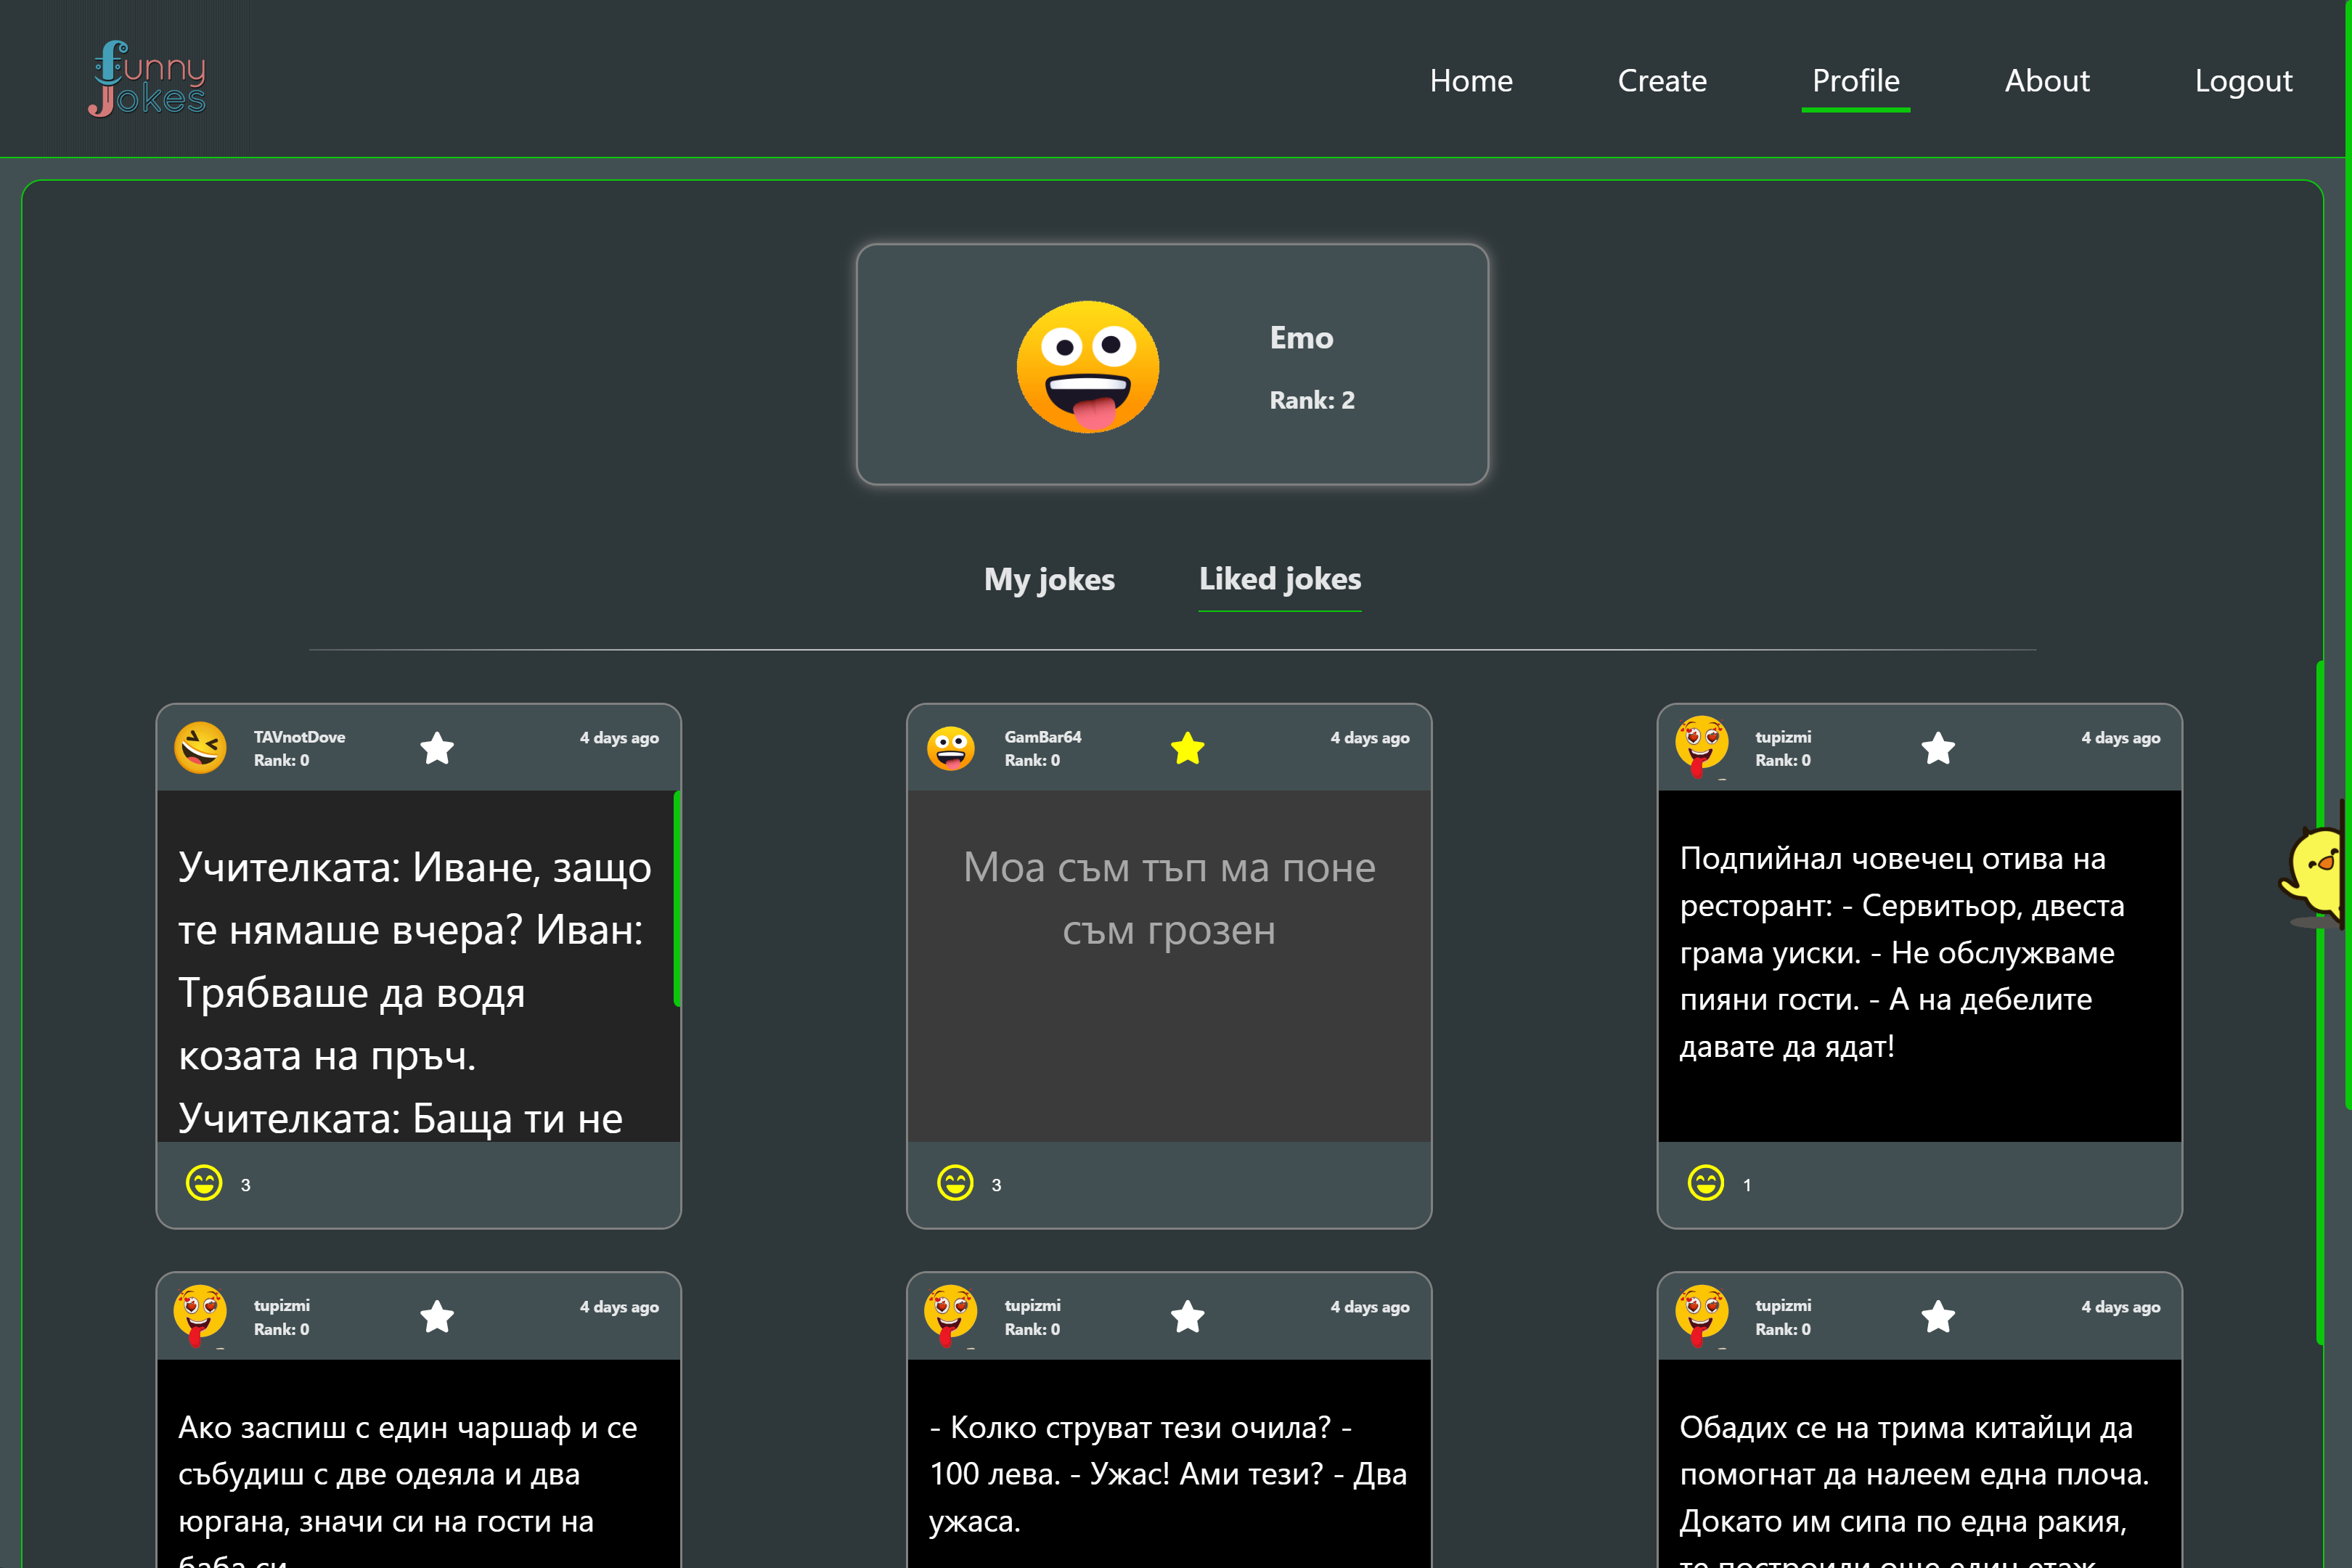 funny
Jokes
Home
Create
Profile
About
Logout
Emo
Rank: 2
My jokes
Liked jokes
TAVnotDove
Rank: 0
4 days ago
Учителката: Иване, защо
те нямаше вчера? Иван:
Трябваше да водя
козата на пръч.
Учителката: Баща ти не
3
GamBar64
Rank: 0
4 days ago
Моа съм тъп ма поне
съм грозен
3
tupizmi
Rank: 0
4 days ago
Подпийнал човечец отива на
ресторант: - Сервитьор, двеста
грама уиски. - Не обслужваме
пияни гости. - А на дебелите
давате да ядат!
1
tupizmi
Rank: 0
4 days ago
Ако заспиш с един чаршаф и се
събудиш с две одеяла и два
юргана, значи си на гости на
баба си
tupizmi
Rank: 0
4 days ago
- Колко струват тези очила? -
100 лева. - Ужас! Ами тези? - Два
ужаса.
tupizmi
Rank: 0
4 days ago
Обадих се на трима китайци да
помогнат да налеем една плоча.
Докато им сипа по една ракия,
те построили още един етаж